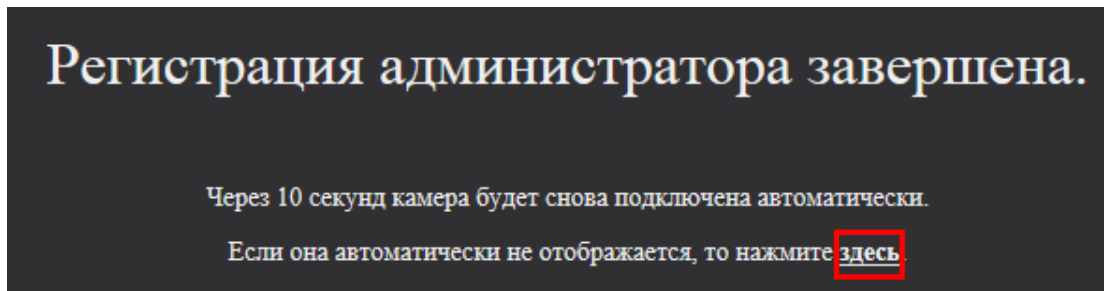 Регистрация администратора завершена.
Через 10 секунд камера будет снова подключена автоматически.
Если она автоматически не отображается, то нажмите здесь.